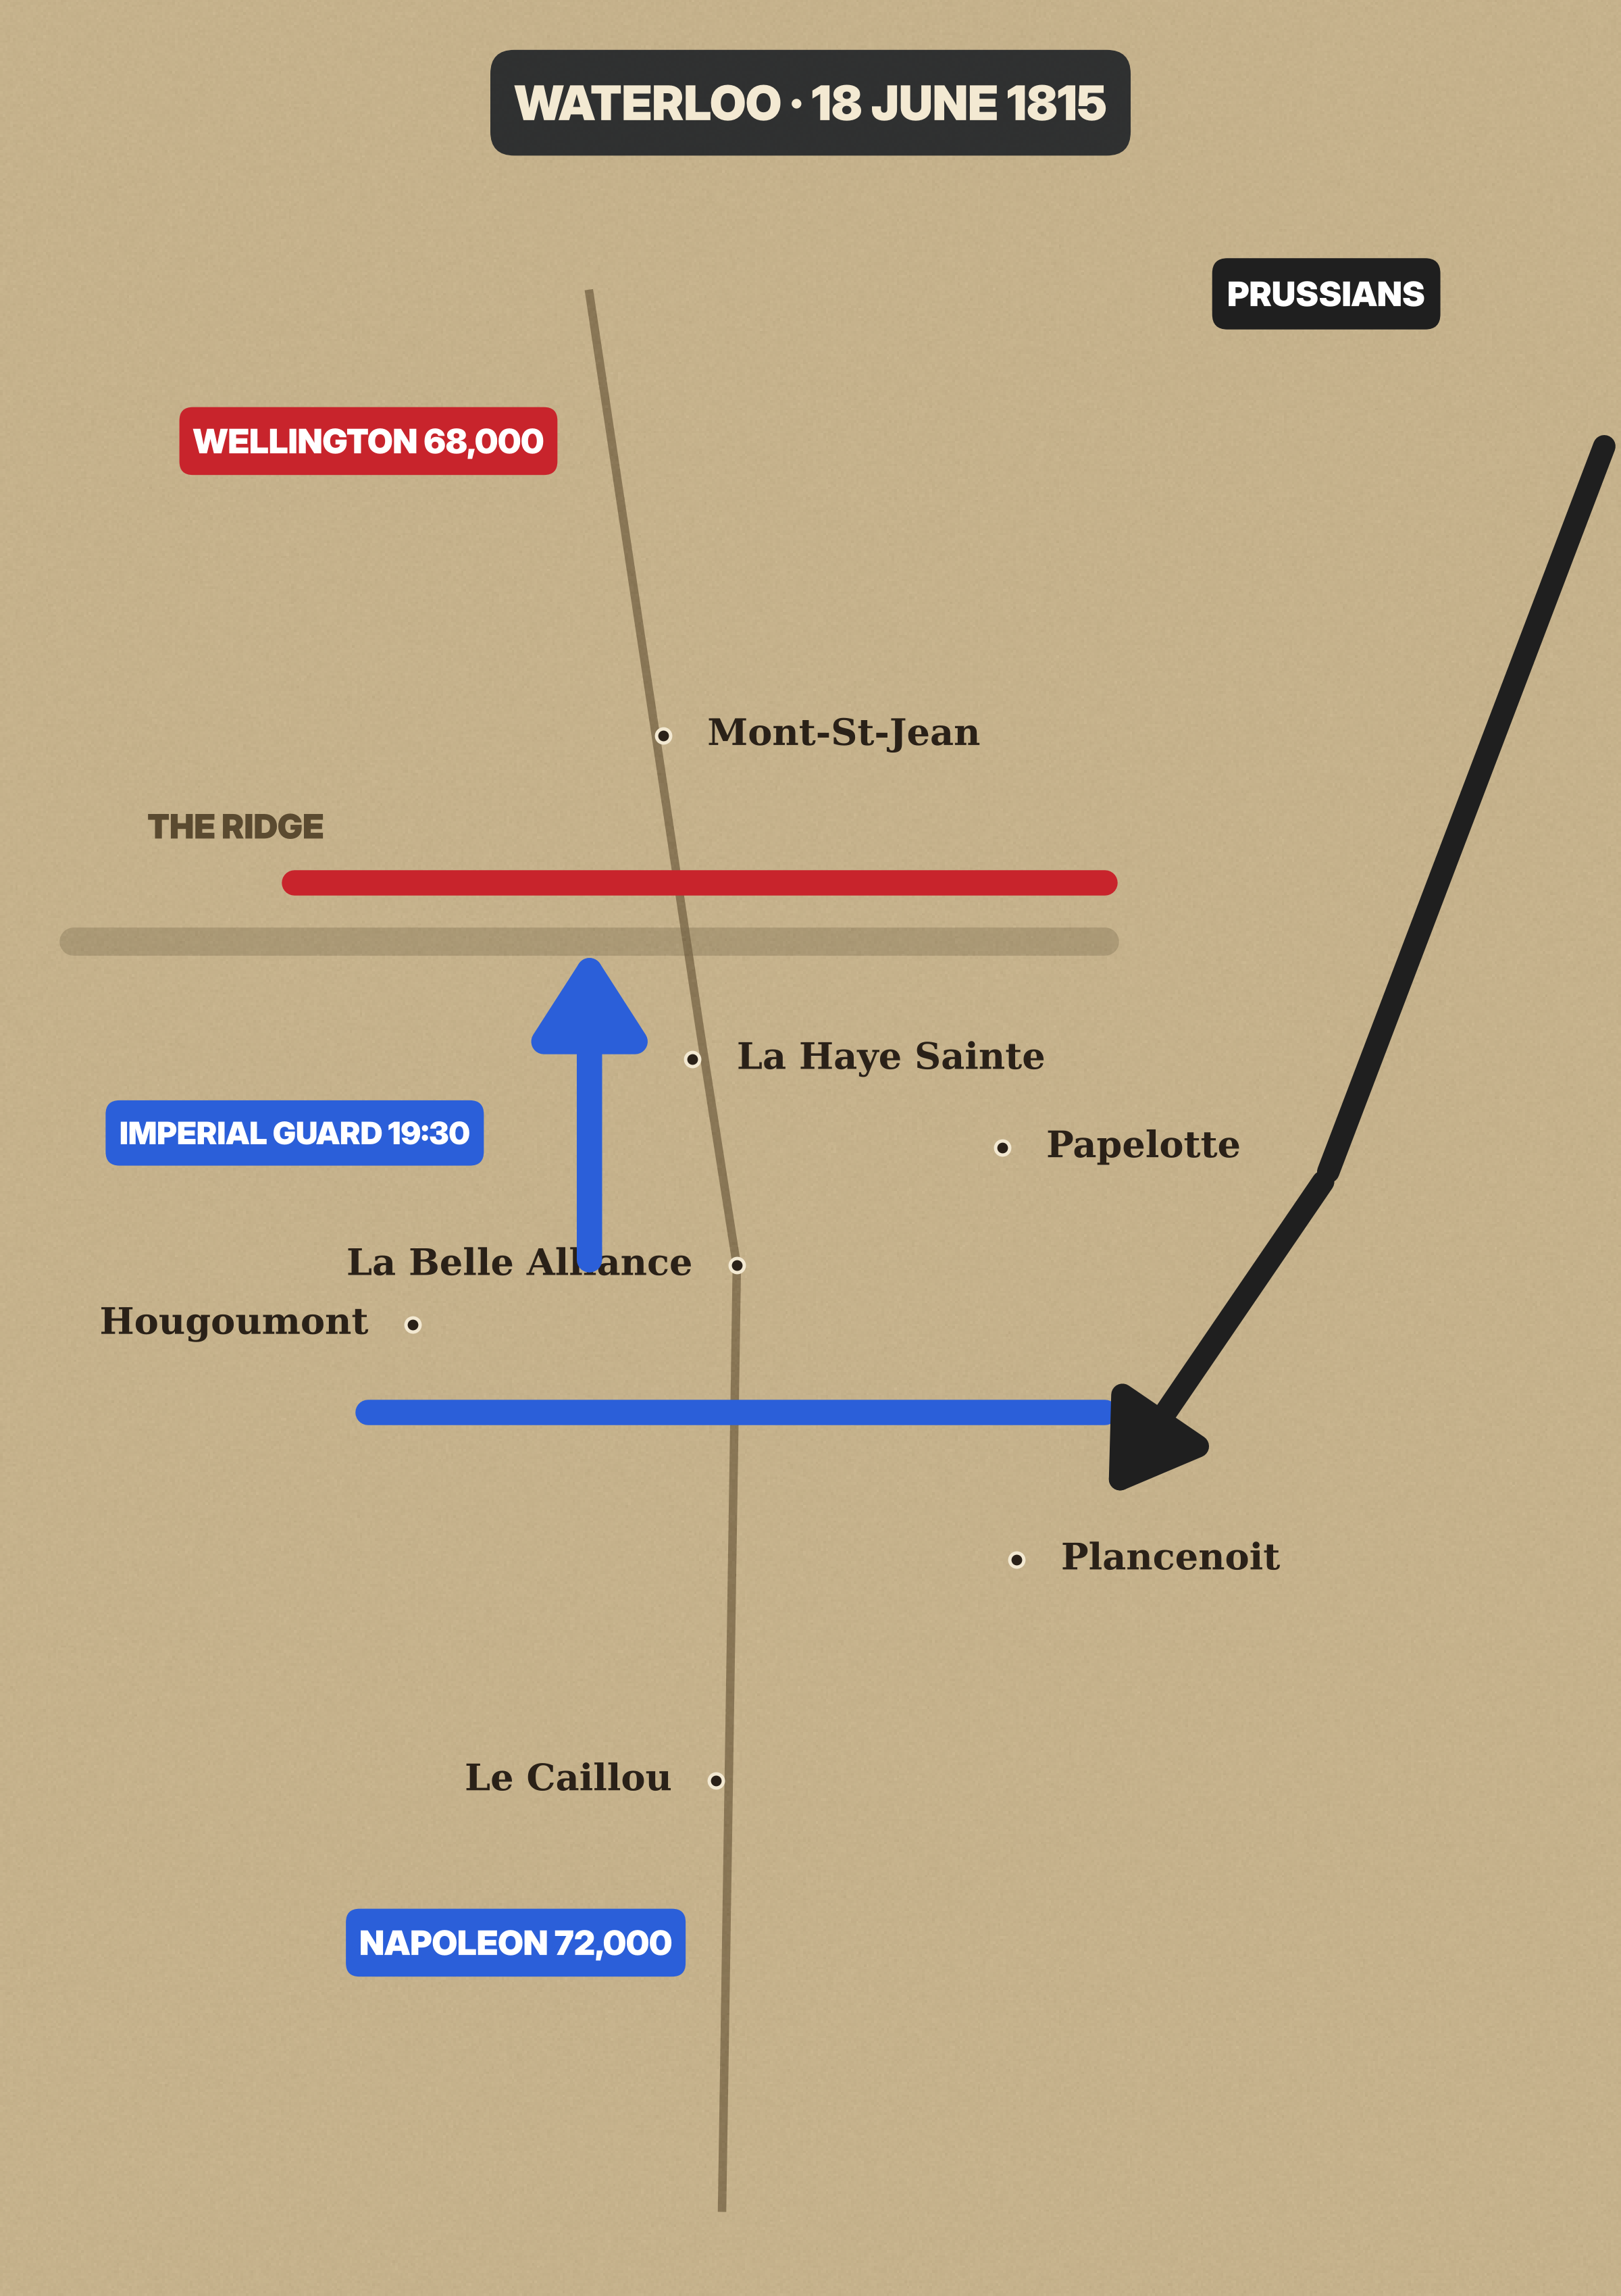 WATERLOO · 18 JUNE 1815
PRUSSIANS
WELLINGTON 68,000
Mont-St-Jean
THE RIDGE
La Haye Sainte
IMPERIAL GUARD 19:30
Papelotte
La Belle Alliance
Hougoumont
Plancenoit
Le Caillou
NAPOLEON 72,000